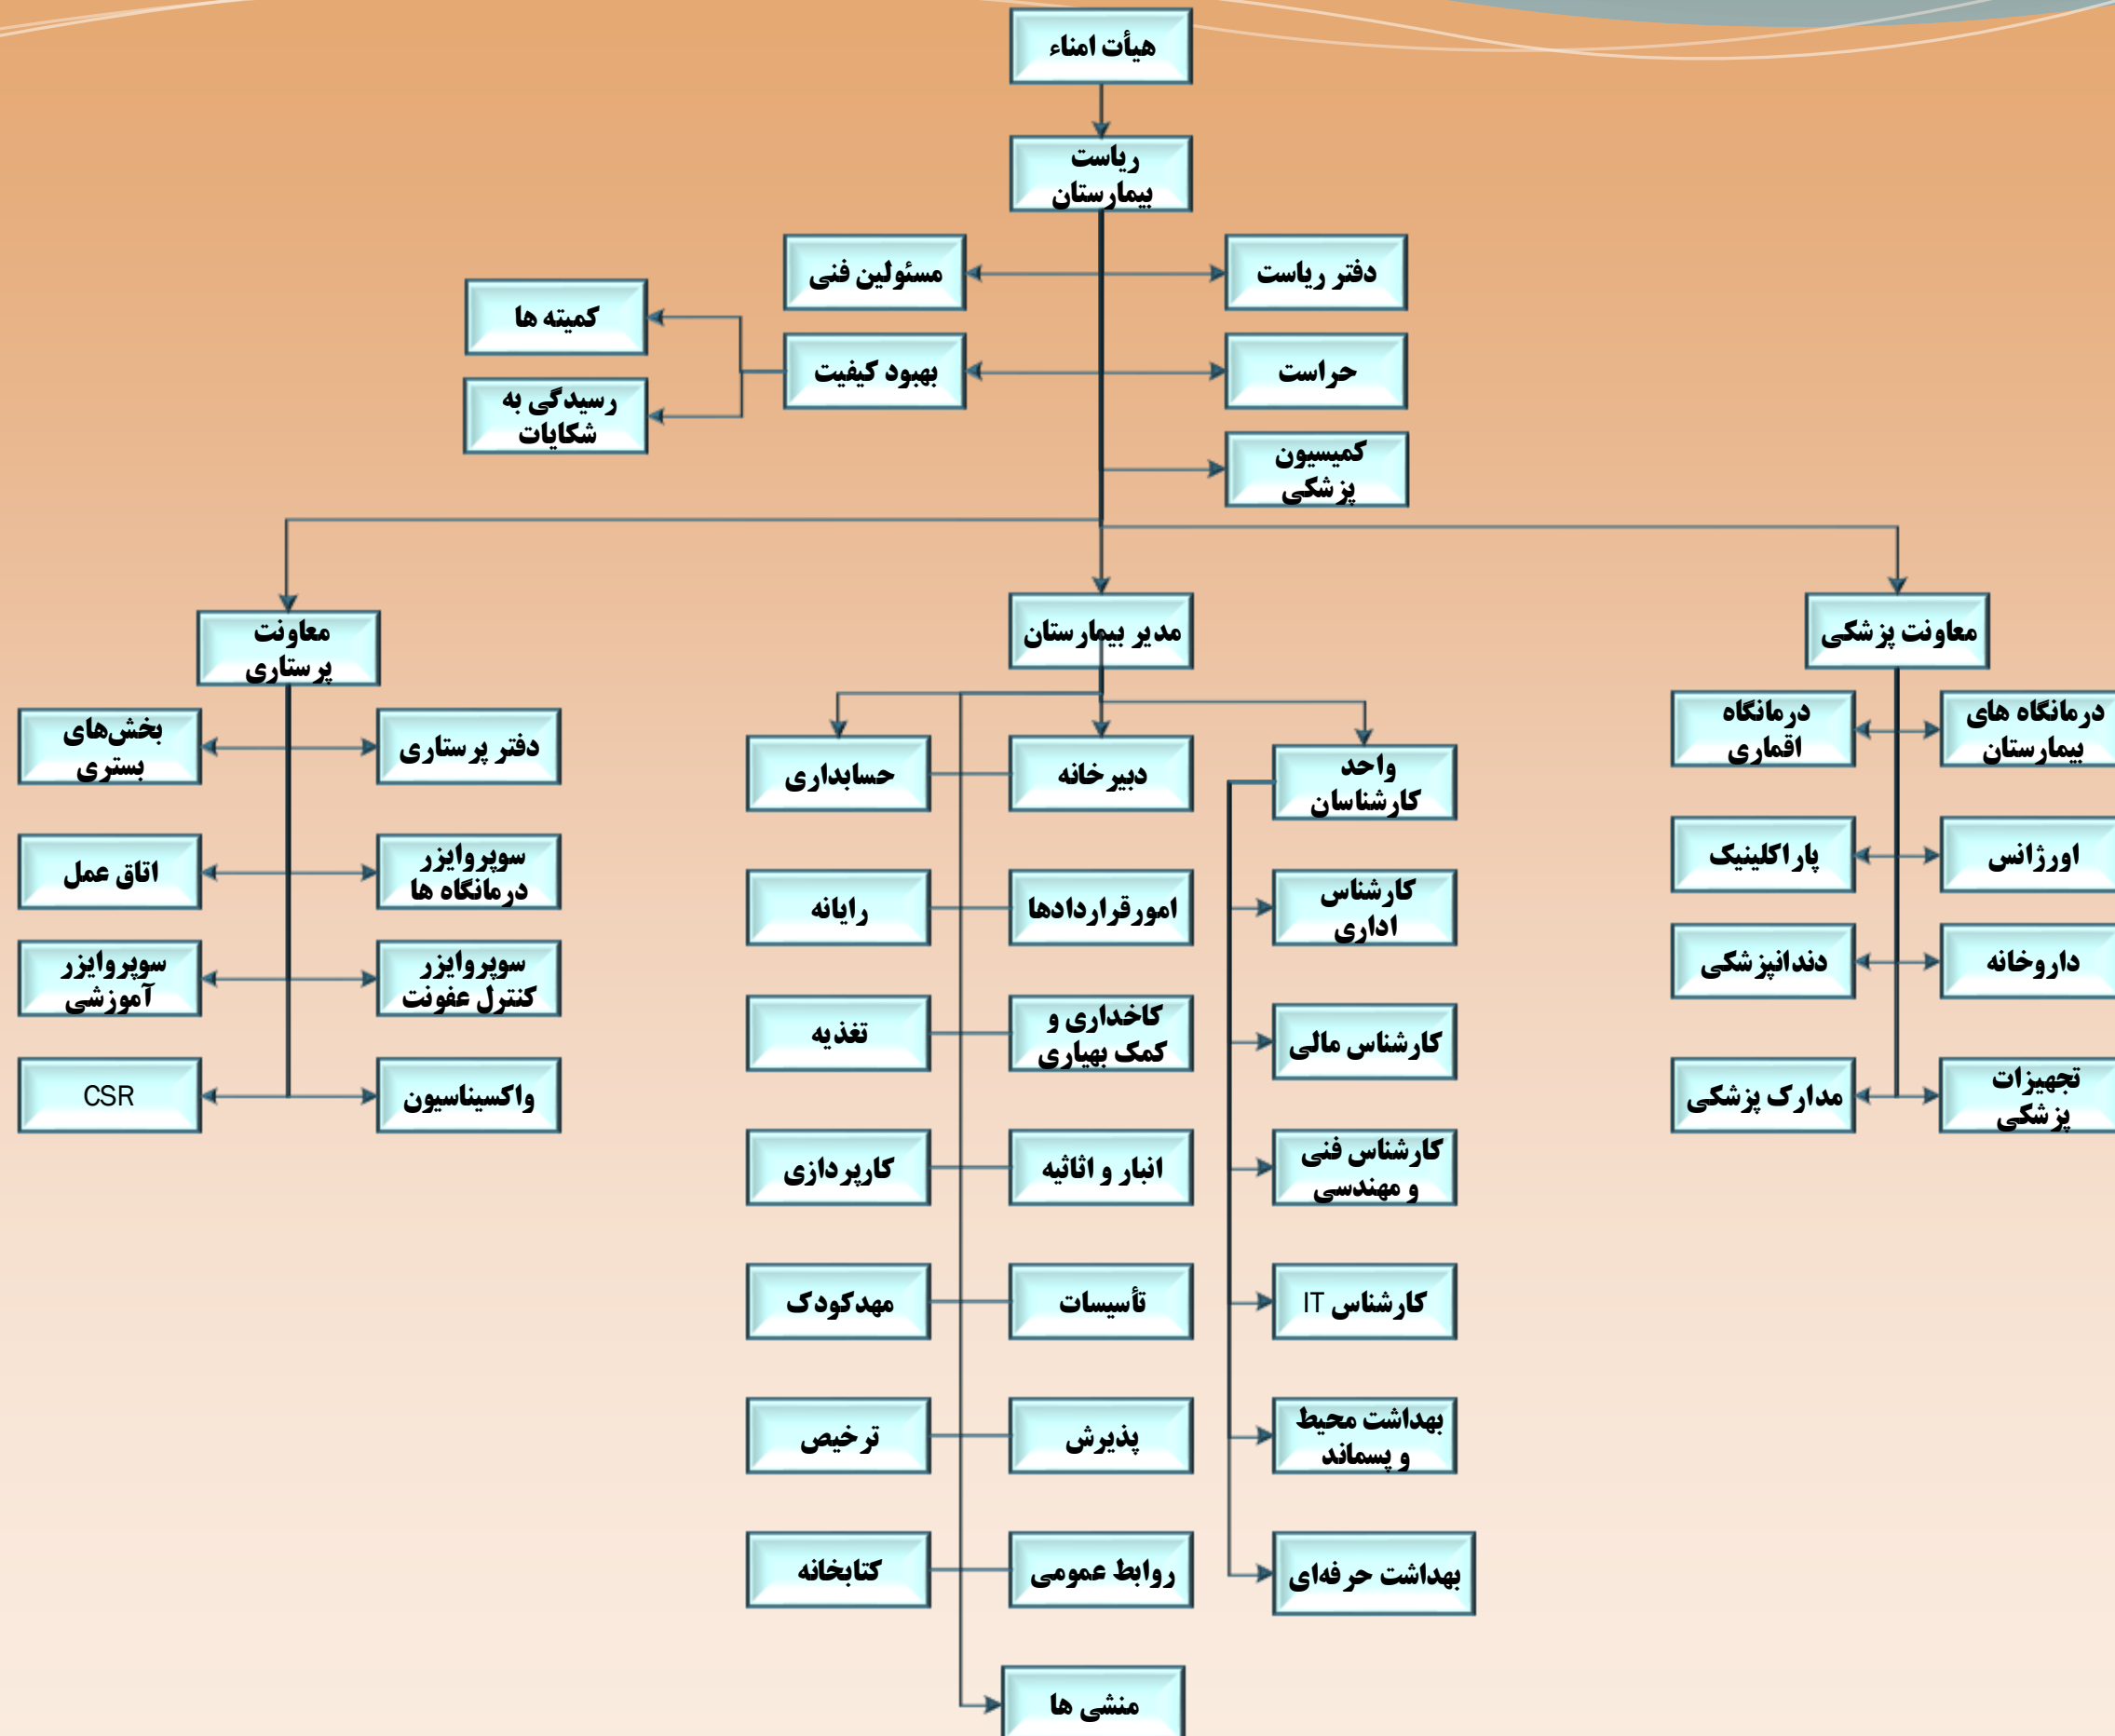 هیأت امناء
ریاست
بیمارستان
دفتر ریاست
مسئولین فنی
حراست
بهبود کیفیت
کمیته ها
رسیدگی به
شکایات
کمیسیون
پزشکی
معاونت پزشکی
مدیر بیمارستان
معاونت
پرستاری
درمانگاه های
بیمارستان
درمانگاه
اقماری
اورژانس
پاراکلینیک
داروخانه
دندانپزشکی
تجهیزات
پزشکی
مدارک پزشکی
واحد
کارشناسان
کارشناس
اداری
کارشناس مالی
کارشناس فنی
و مهندسی
کارشناس IT
بهداشت محیط
و پسماند
بهداشت حرفه‌ای
دبیرخانه
حسابداری
امورقراردادها
رایانه
کاخداری و
کمک بهیاری
تغذیه
انبار و اثاثیه
کارپردازی
تأسیسات
مهدکودک
پذیرش
ترخیص
روابط عمومی
کتابخانه
منشی ها
دفتر پرستاری
بخش‌های
بستری
سوپروایزر
درمانگاه ها
اتاق عمل
سوپروایزر
کنترل عفونت
سوپروایزر
آموزشی
واکسیناسیون
CSR